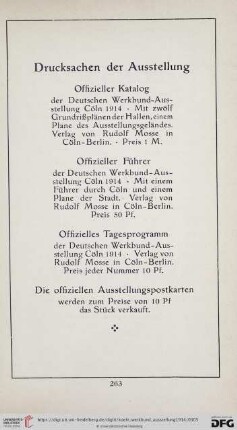 Drucksachen der Ausstellung
Offizieller Katalog
der Deutschen Werkbund-Aus-
stellung Cöln 1914 · Mit zwölf
Grundrißplänen der Hallen, einem
Plane des Ausstellungsgeländes.
Verlag von Rudolf Mosse in
Cöln-Berlin. · Preis 1 M.
Offizieller Führer
der Deutschen Werkbund-Aus-
stellung Cöln 1914 · Mit einem
Führer durch Cöln und einem
Plane der Stadt. Verlag von
Rudolf Mosse in Cöln-Berlin.
Preis 50 Pf.
Offizielles Tagesprogramm
der Deutschen Werkbund-Aus-
stellung Cöln 1914 · Verlag von
Rudolf Mosse in Cöln-Berlin.
Preis jeder Nummer 10 Pf.
Die offiziellen Ausstellungspostkarten
werden zum Preise von 10 Pf
das Stück verkauft.
263
DFG